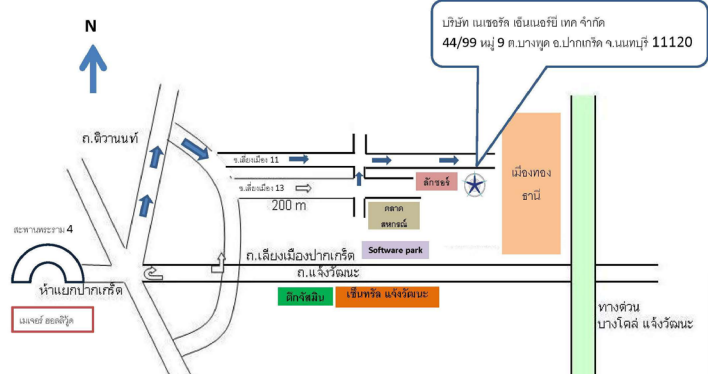 N
บริษัท เนเชอรัล เอ็นเนอร์ยี่ เทค จำกัด
44/99 หมู่ 9 ต.บางพูด อ.ปากเกร็ด จ.นนทบุรี 11120
ถ.ติวานนท์
ซ.เลี่ยงเมือง 11
ซ.เลี่ยงเมือง 13
200 m
ลักซอร์
เมืองทอง
ธานี
ตลาด
สหกรณ์
Software park
สะพานพระราม 4
ถ.เลี่ยงเมืองปากเกร็ด
ถ.แจ้งวัฒนะ
ห้าแยกปากเกร็ด
ตึกจัสมิน
เซ็นทรัล แจ้งวัฒนะ
เมเจอร์ ฮอลลีวู้ด
ทางด่วน
บางโคล่ แจ้งวัฒนะ